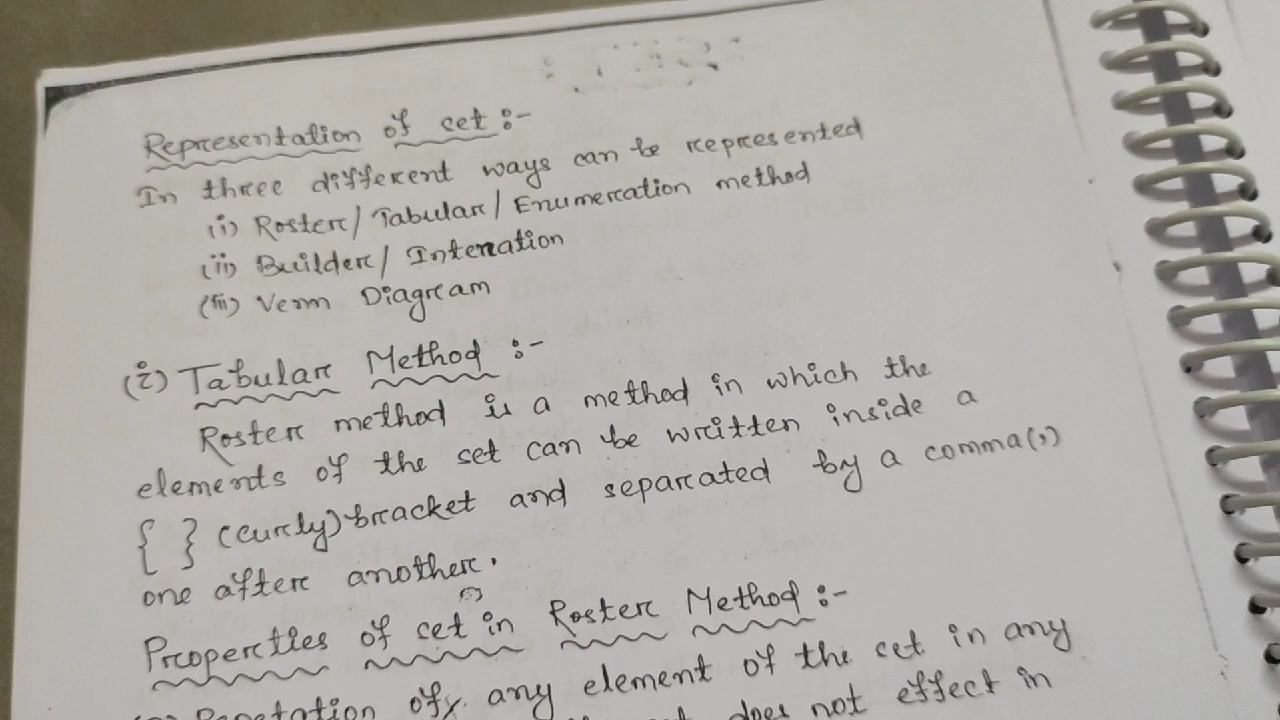 Representation of set :-
In three different ways can be represented
(i) Roster/ Tabular/ Enumeration method
(ii) Builder/ Interation
(iii) Venn Diagram
(i) Tabular Method :-
Roster method is a method in which the
elements of the set can be written inside a
{ } (curly) bracket and separated by a comma(,)
one after another.
Properties of set in Roster Method :-
any element of the set in any
does not effect in